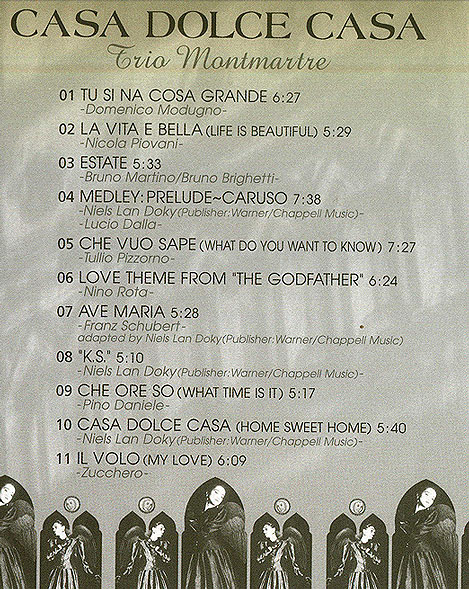 CASA DOLCE CASA
Trio Montmartre
01 TU SI NA COSA GRANDE 6:27
-Domenico Modugno-
02 LA VITA E BELLA (LIFE IS BEAUTIFUL) 5:29
-Nicola Piovani-
03 ESTATE 5:33
-Bruno Martino/Bruno Brighetti-
04 MEDLEY: PRELUDE~CARUSO 7:38
-Niels Lan Doky(Publisher:Warner/Chappell Music)-
-Lucio Dalla-
05 CHE VUO SAPE (WHAT DO YOU WANT TO KNOW) 7:27
-Tullio Pizzorno-
06 LOVE THEME FROM "THE GODFATHER" 6:24
-Nino Rota-
07 AVE MARIA 5:28
-Franz Schubert-
adapted by Niels Lan Doky(Publisher:Warner/Chappell Music)
08 "K.S." 5:10
-Niels Lan Doky(Publisher:Warner/Chappell Music)-
09 CHE ORE SO (WHAT TIME IS IT) 5:17
-Pino Daniele-
10 CASA DOLCE CASA (HOME SWEET HOME) 5:40
-Niels Lan Doky(Publisher:Warner/Chappell Music)-
11 IL VOLO (MY LOVE) 6:09
-Zucchero-